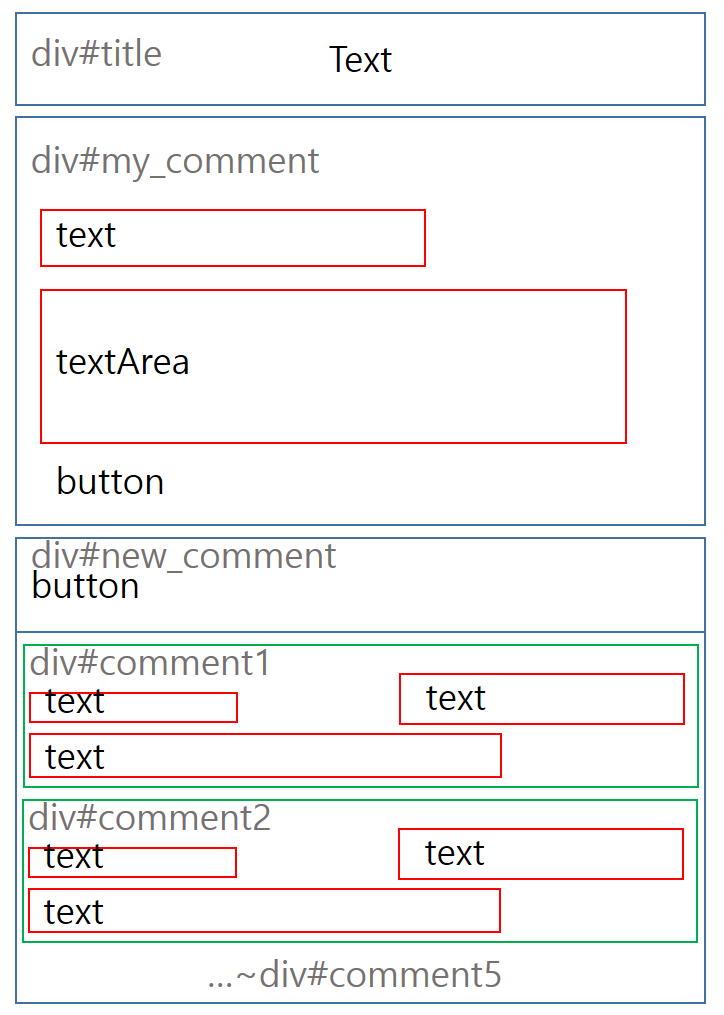 div#title
Text
div#my_comment
text
textArea
button
div#new_comment
button
div#comment1
text
text
text
div#comment2
text
text
text
...~div#comment5